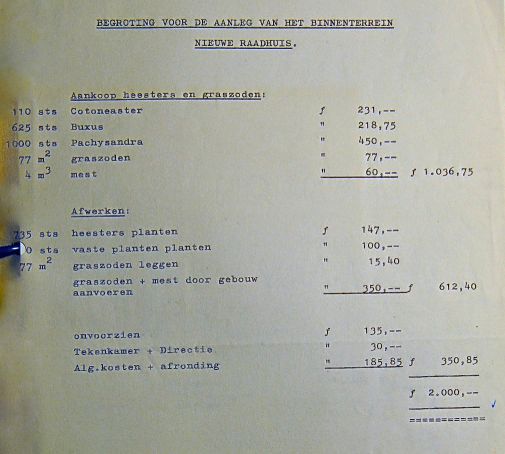 BEGROTING VOOR DE AANLEG VAN HET BINNENTERREIN
NIEUWE RAADHUIS.
Aankoop heesters en graszoden:
110 sts Cotoneaster ƒ 231,--
625 sts Buxus " 218,75
1000 sts Pachysandra " 450,--
77 m2 graszoden " 77,--
4 m3 mest " 60,-- ƒ 1.036,75
Afwerken:
735 sts heesters planten ƒ 147,--
0 sts vaste planten planten " 100,--
77 m2 graszoden leggen " 15,40
graszoden + mest door gebouw
aanvoeren " 350,-- ƒ 612,40
onvoorzien ƒ 135,--
Tekenkamer + Directie " 30,--
Alg.kosten + afronding " 185,85 ƒ 350,85
ƒ 2.000,--
============